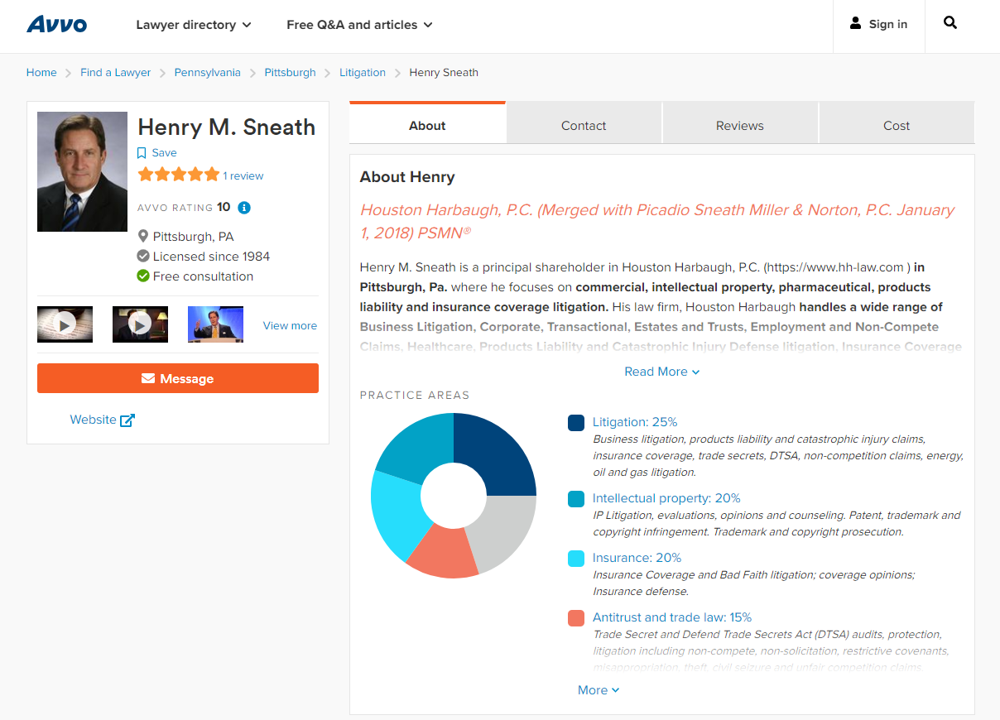 Avvo
Lawyer directory
Free Q&A and articles
Sign in
Home
Find a Lawyer
Pennsylvania
Pittsburgh
Litigation
Henry Sneath
Henry M. Sneath
Save
1 review
AVVO RATING 10
Pittsburgh, PA
Licensed since 1984
Free consultation
View more
Message
Website
About
Contact
Reviews
Cost
About Henry
Houston Harbaugh, P.C. (Merged with Picadio Sneath Miller & Norton, P.C. January
1, 2018) PSMN®
Henry M. Sneath is a principal shareholder in Houston Harbaugh, P.C. (https://www.hh-law.com ) in
Pittsburgh, Pa. where he focuses on commercial, intellectual property, pharmaceutical, products
liability and insurance coverage litigation. His law firm, Houston Harbaugh handles a wide range of
Business Litigation, Corporate, Transactional, Estates and Trusts, Employment and Non-Compete
Claims, Healthcare, Products Liability and Catastrophic Injury Defense litigation, Insurance Coverage
Read More
PRACTICE AREAS
Litigation: 25%
Business litigation, products liability and catastrophic injury claims,
insurance coverage, trade secrets, DTSA, non-competition claims, energy,
oil and gas litigation.
Intellectual property: 20%
IP Litigation, evaluations, opinions and counseling. Patent, trademark and
copyright infringement. Trademark and copyright prosecution.
Insurance: 20%
Insurance Coverage and Bad Faith litigation; coverage opinions;
Insurance defense.
Antitrust and trade law: 15%
Trade Secret and Defend Trade Secrets Act (DTSA) audits, protection,
litigation including non-compete, non-solicitation, restrictive covenants,
misappropriation, theft, civil seizure and unfair competition claims.
More